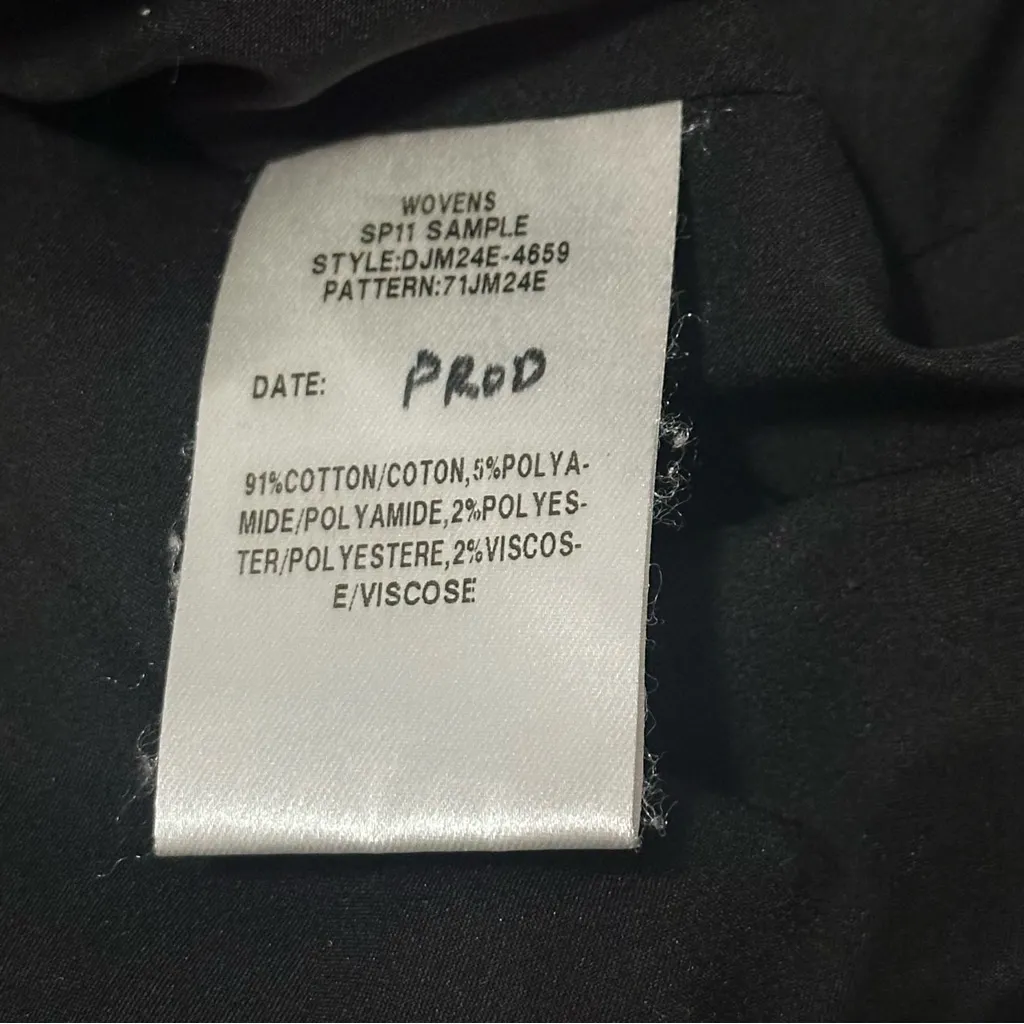 WOVENS
SP11 SAMPLE
STYLE:DJM24E-4659
PATTERN:71JM24E
DATE: PROD
91%COTTON/COTON,5%POLYA-
MIDE/POLYAMIDE,2%POLYES-
TER/POLYESTERE,2%VISCOS-
E/VISCOSE